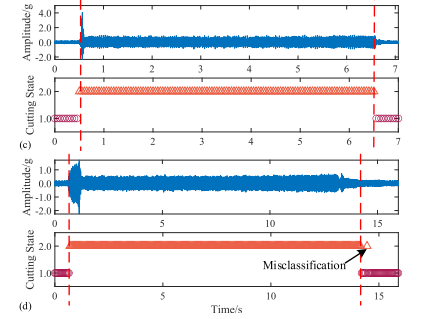 Amplitude/g
4.0
2.0
0.0
-2.0
0 1 2 3 4 5 6 7
Cutting State
2.0
1.0
0 1 2 3 4 5 6 7
(c)
Amplitude/g
1.0
0.0
-1.0
-2.0
0 5 10 15
Cutting State
2.0
1.0
Misclassification
0 5 10 15
(d)
Time/s